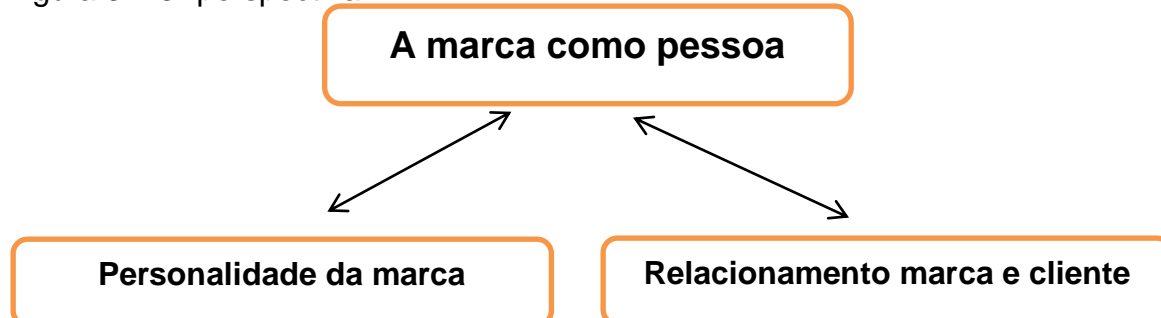 A marca como pessoa
Personalidade da marca
Relacionamento marca e cliente